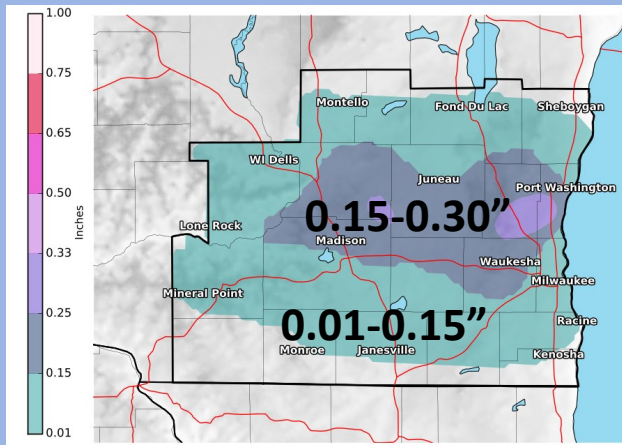 1.00
0.75
0.65
0.50
0.33
0.25
0.15
0.01
Inches
Montello
Fond Du Lac
Sheboygan
WI Dells
Juneau
Port Washington
0.15-0.30”
Lone Rock
Madison
Waukesha
Milwaukee
Mineral Point
0.01-0.15”
Racine
Monroe
Janesville
Kenosha